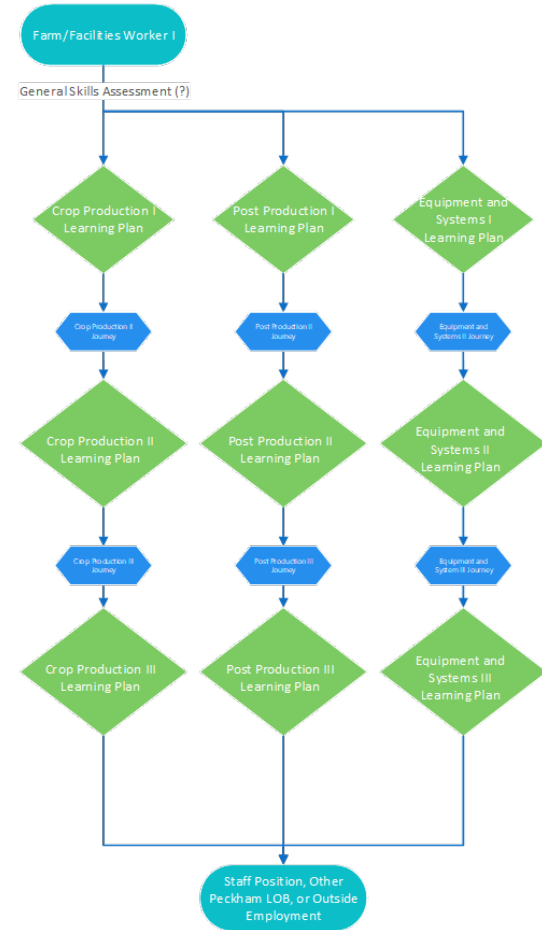 Farm/Facilities Worker I
General Skills Assessment (?)
Crop Production I
Learning Plan
Post Production I
Learning Plan
Equipment and
Systems I
Learning Plan
Crop Production II
Journey
Post Production II
Journey
Equipment and
Systems II Journey
Crop Production II
Learning Plan
Post Production II
Learning Plan
Equipment and
Systems II
Learning Plan
Crop Production III
Journey
Post Production III
Journey
Equipment and
System III Journey
Crop Production III
Learning Plan
Post Production III
Learning Plan
Equipment and
Systems III
Learning Plan
Staff Position, Other
Peckham LOB, or Outside
Employment